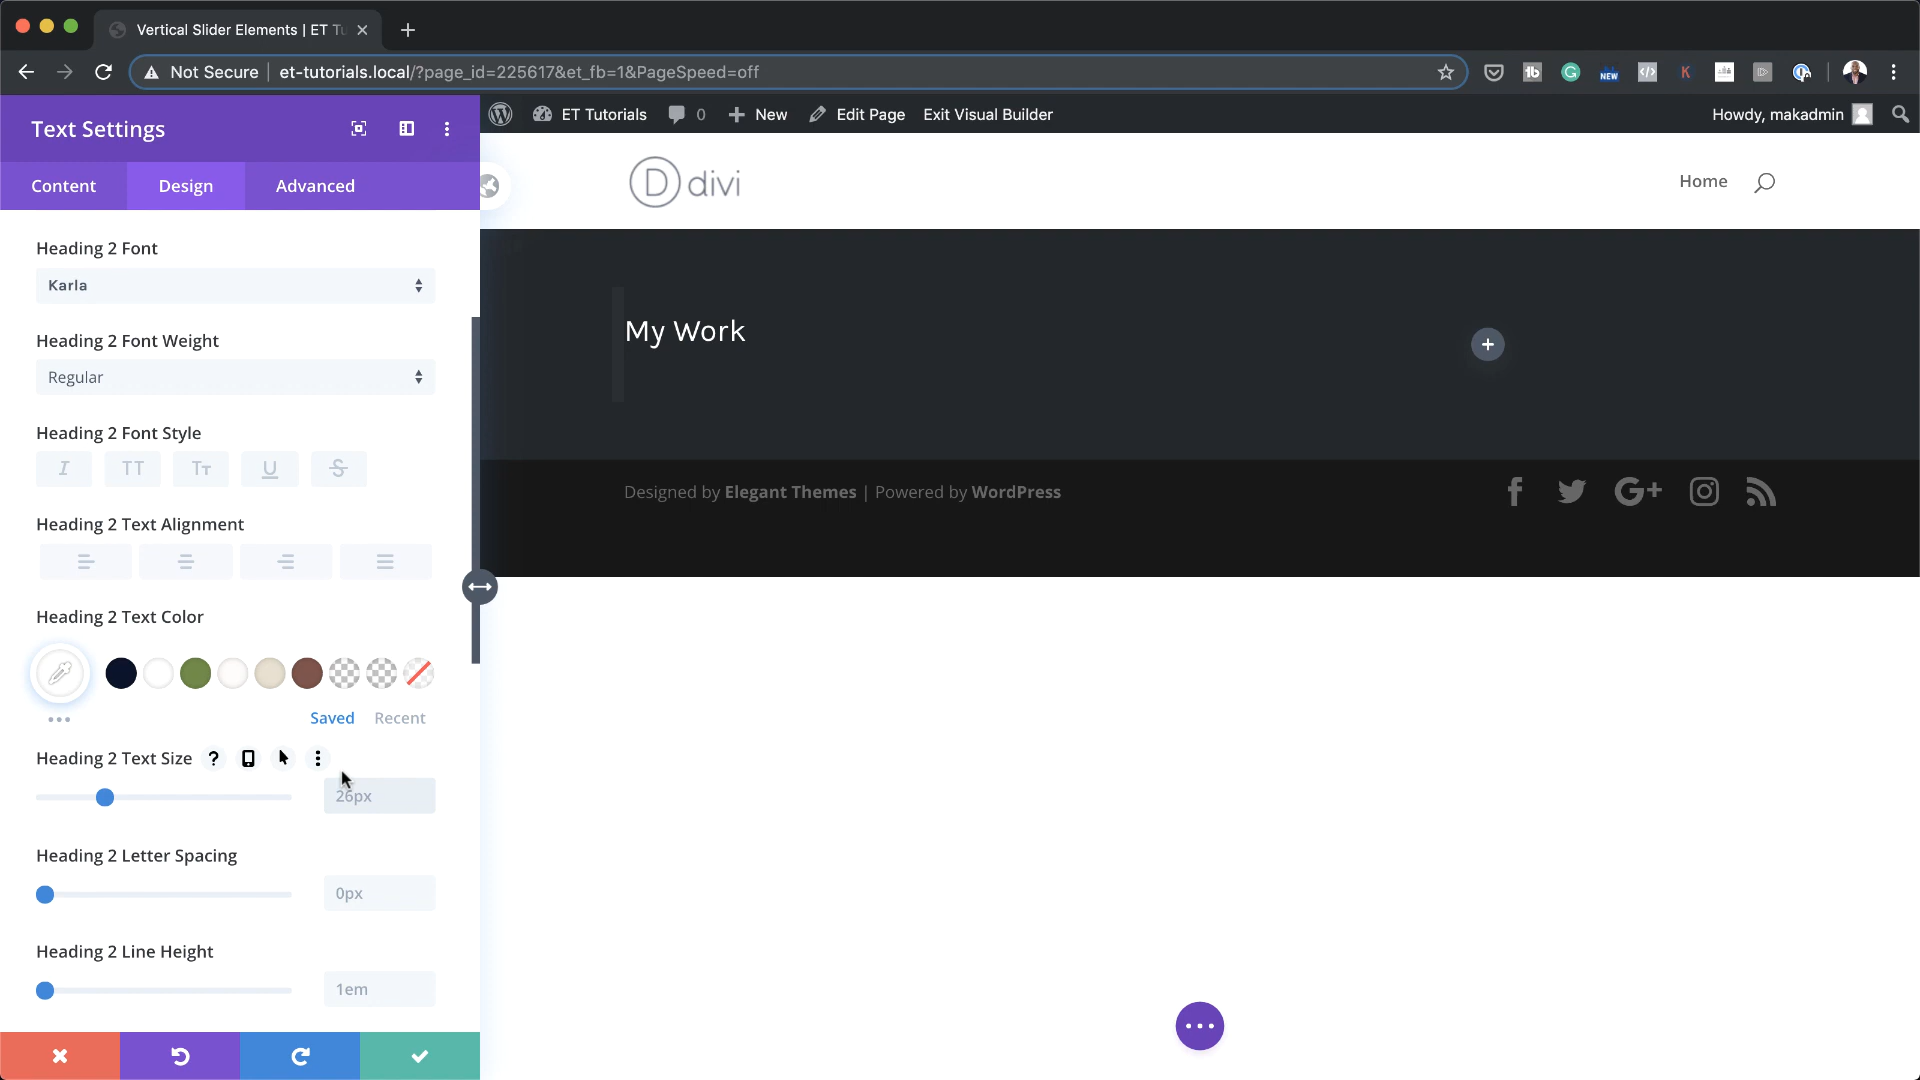 Vertical Slider Elements | ET Tu
Not Secure | et-tutorials.local/?page_id=225617&et_fb=1&PageSpeed=off
NEW
Text Settings
ET Tutorials
0
New
Edit Page
Exit Visual Builder
Howdy, makadmin
Content
Design
Advanced
D divi
Home
Heading 2 Font
Karla
Heading 2 Font Weight
Regular
Heading 2 Font Style
I TT Tт U S
Heading 2 Text Alignment
Heading 2 Text Color
Saved
Recent
Heading 2 Text Size ?
26px
Heading 2 Letter Spacing
0px
Heading 2 Line Height
1em
My Work
Designed by Elegant Themes | Powered by WordPress